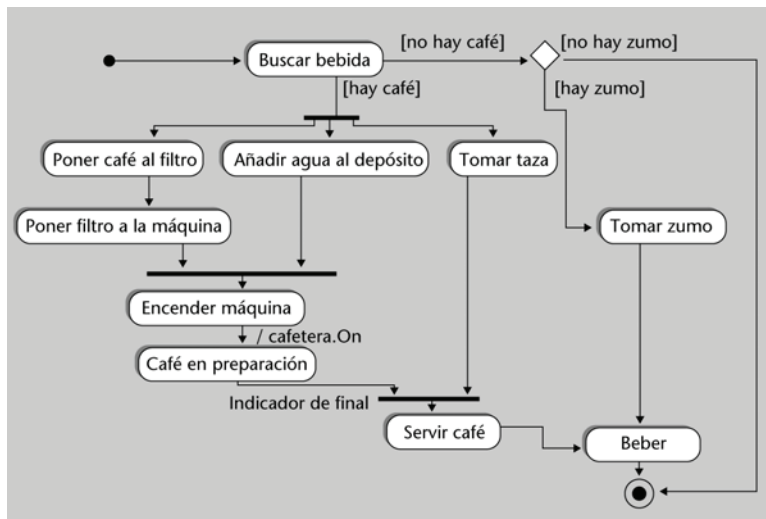 [no hay café]
[no hay zumo]
Buscar bebida
[hay café]
[hay zumo]
Poner café al filtro
Añadir agua al depósito
Tomar taza
Poner filtro a la máquina
Tomar zumo
Encender máquina
/ cafetera.On
Café en preparación
Indicador de final
Servir café
Beber